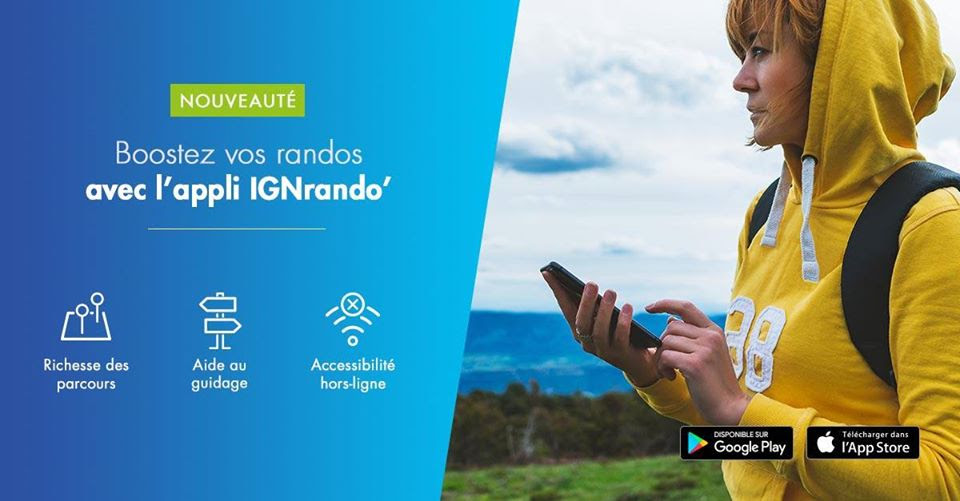 NOUVEAUTÉ
Boostez vos randos
avec l’appli IGNrando’
Richesse des
parcours
Aide au
guidage
Accessibilité
hors-ligne
98
DISPONIBLE SUR
Google Play
Télécharger dans
l’App Store